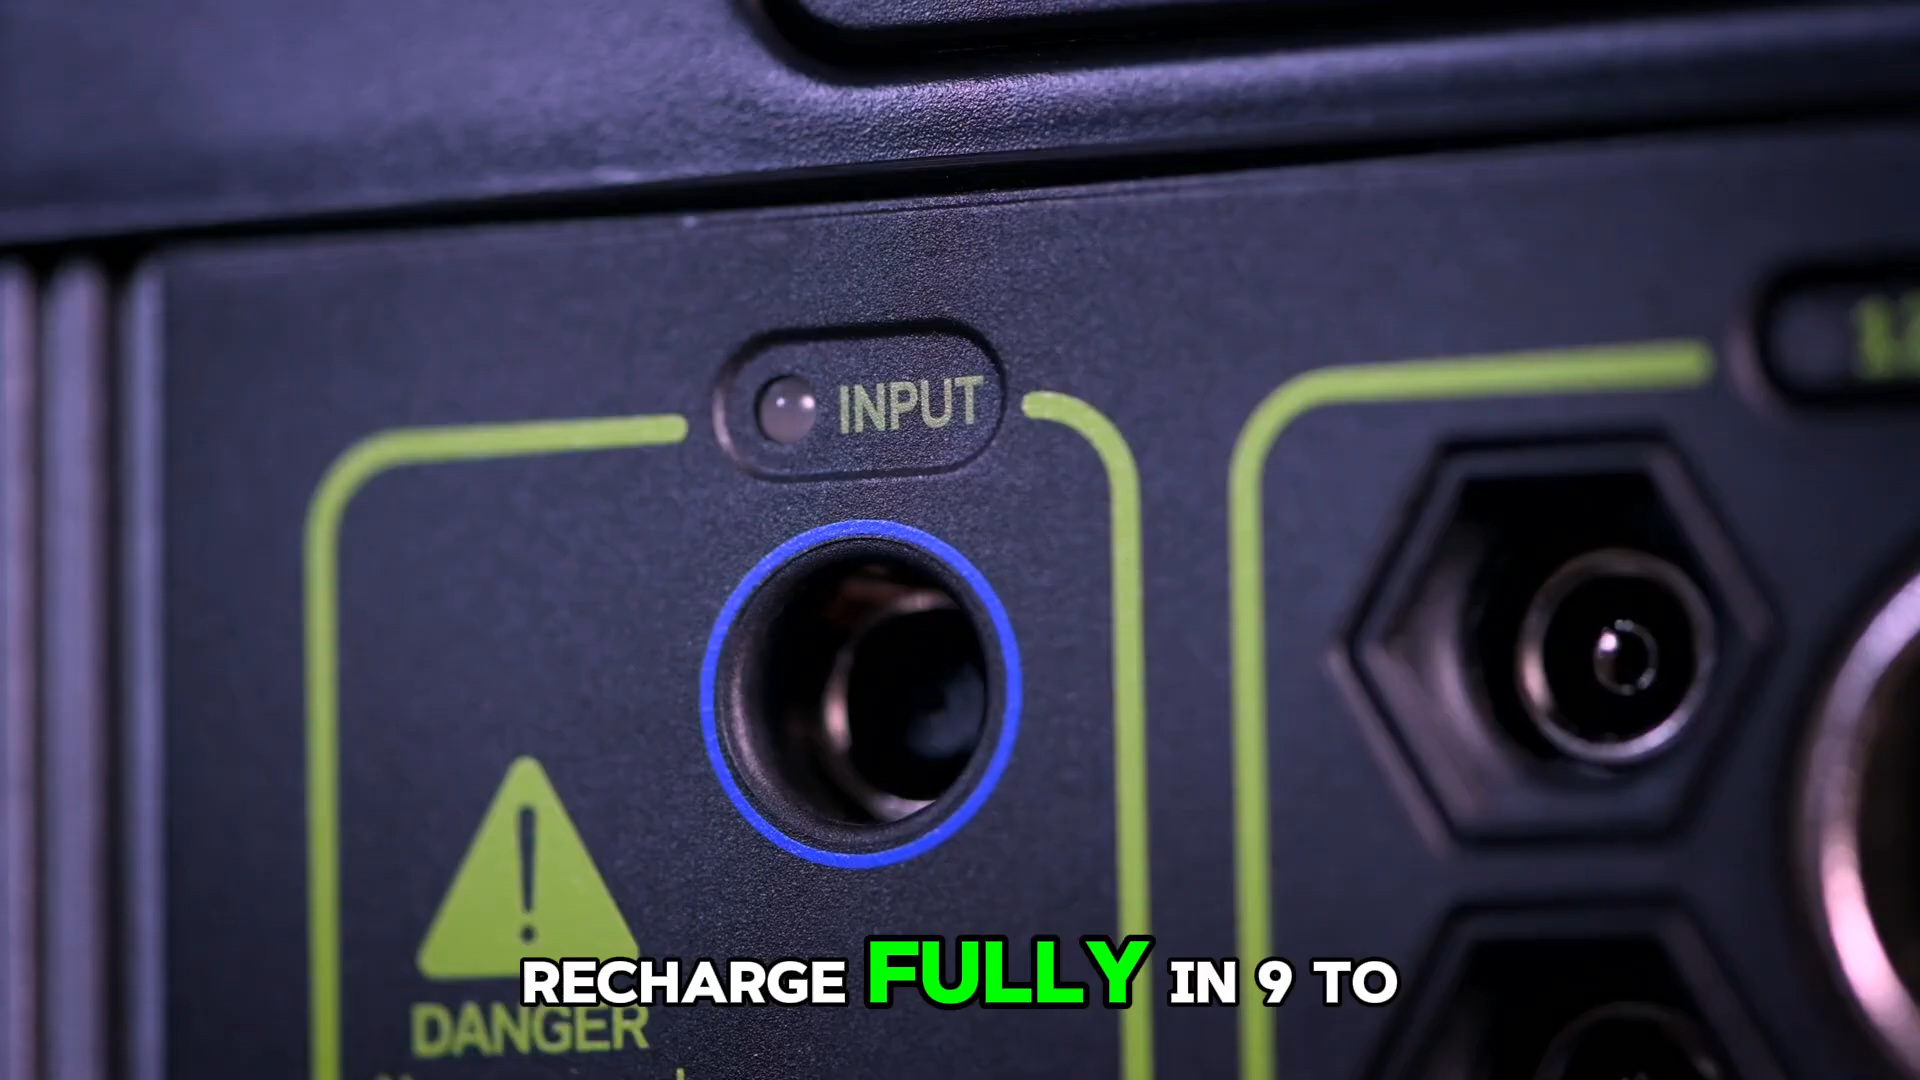 INPUT
RECHARGE FULLY IN 9 TO
DANGER